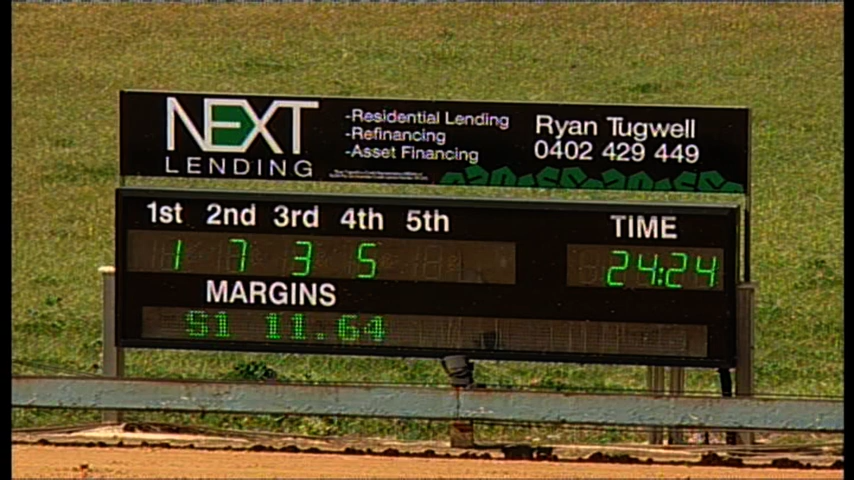 NEXT
LENDING
-Residential Lending
-Refinancing
-Asset Financing
Ryan Tugwell
0402 429 449
1st 2nd 3rd 4th 5th TIME
1 7 3 5 24:24
MARGINS
S1 11.64